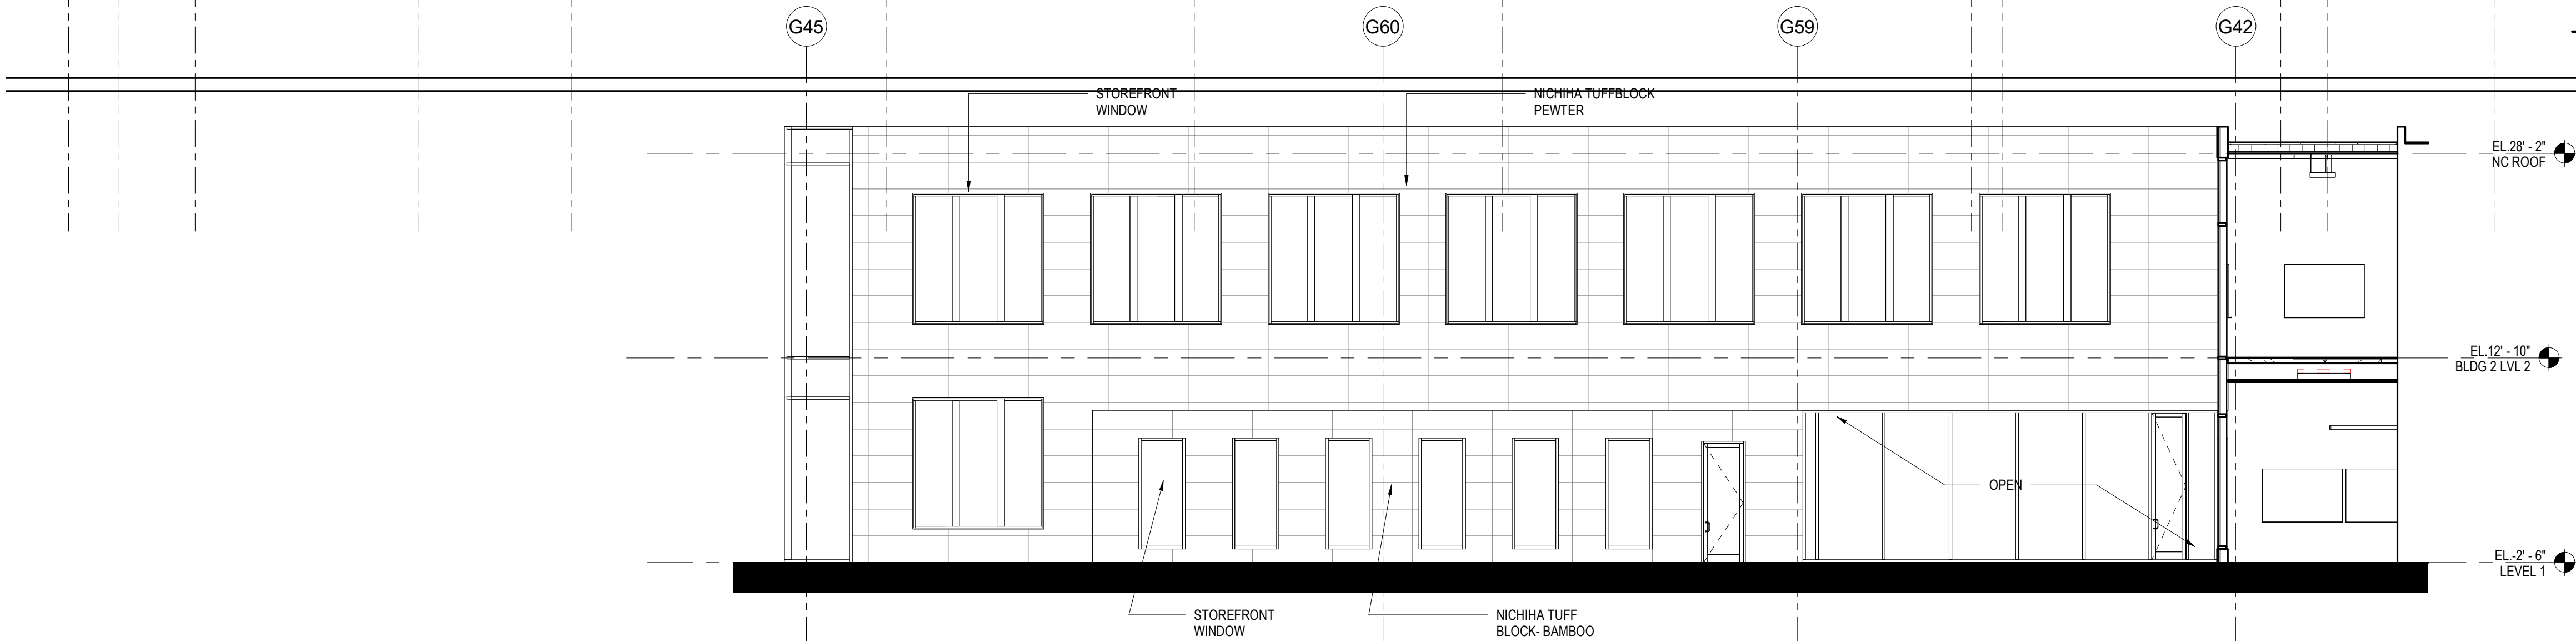 G45
G60
G59
G42
STOREFRONT
WINDOW
NICHIHA TUFFBLOCK
PEWTER
EL.28' - 2"
NC ROOF
EL.12' - 10"
BLDG 2 LVL 2
OPEN
EL.-2' - 6"
LEVEL 1
STOREFRONT
WINDOW
NICHIHA TUFF
BLOCK- BAMBOO